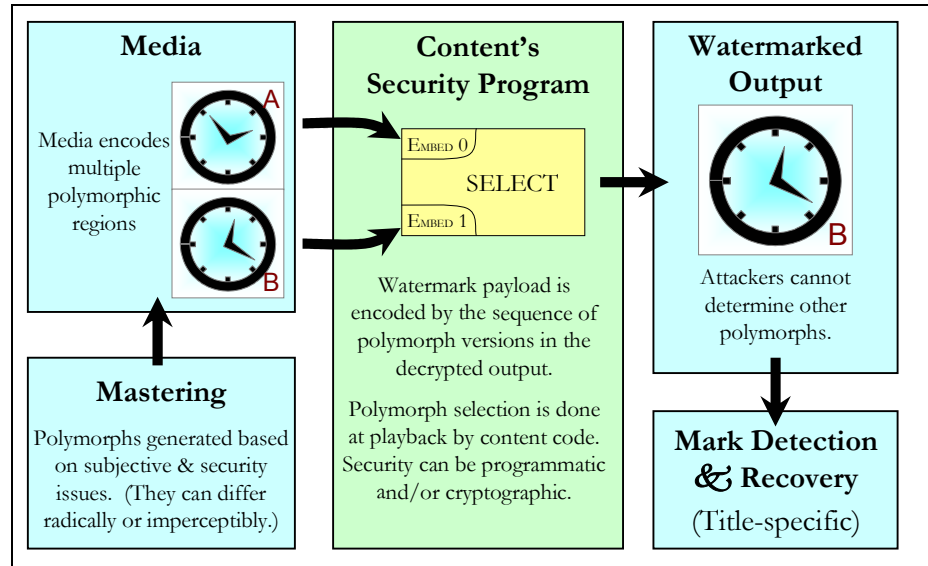 Media
A
Media encodes
multiple
polymorphic
regions
B
Mastering
Polymorphs generated based
on subjective & security
issues. (They can differ
radically or imperceptibly.)
Content's
Security Program
EMBED 0
SELECT
EMBED 1
Watermark payload is
encoded by the sequence of
polymorph versions in the
decrypted output.
Polymorph selection is done
at playback by content code.
Security can be programmatic
and/or cryptographic.
Watermarked
Output
B
Attackers cannot
determine other
polymorphs.
Mark Detection
& Recovery
(Title-specific)